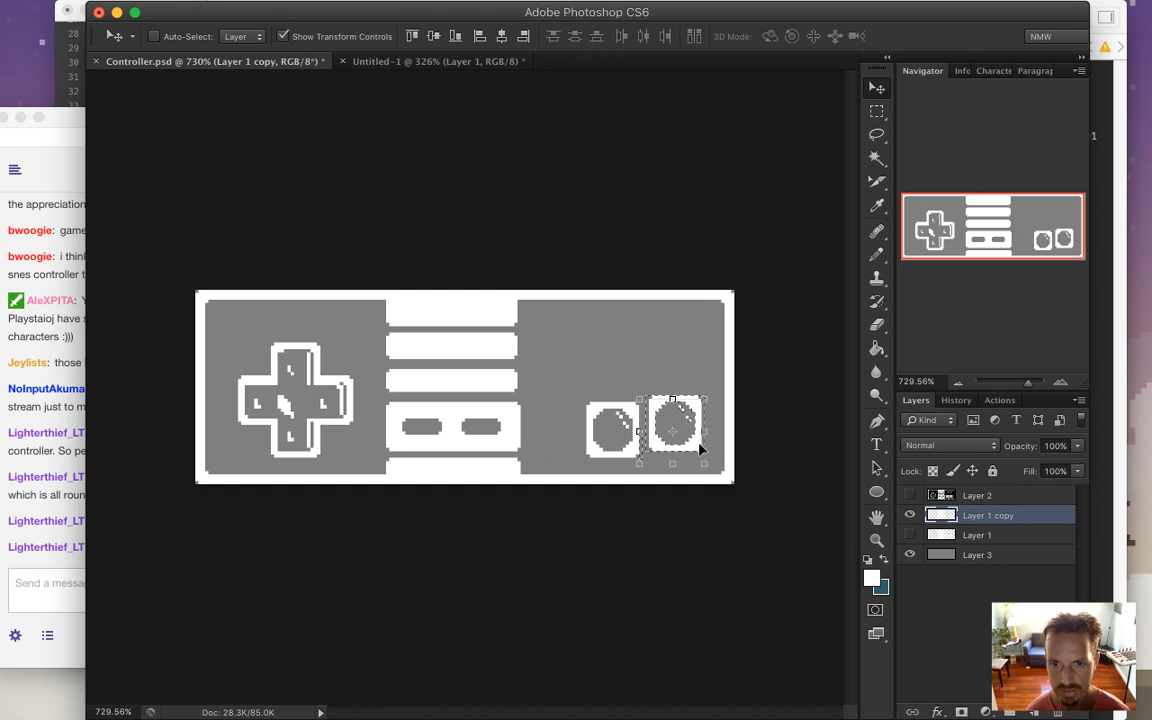 Adobe Photoshop CS6
Auto-Select: Layer Show Transform Controls 3D Mode: NMW
Controller.psd @ 730% (Layer 1 copy, RGB/8*) * Untitled-1 @ 326% (Layer 1, RGB/8) *
Navigator Info Characte Paragra
28
29
30
31
32
33
the appreciation
bwoogie: game
bwoogie: i think
snes controller t
AleXPITA: Y
Playstaioj have s
characters :)))
Jeylists: those
NoInputAkuma
stream just to m
Lighterthief_LT
controller. So pe
Lighterthief_LT
which is all roun
Lighterthief_LT
Lighterthief_LT
Send a messa
729.56%
Layers History Actions
Kind
Normal Opacity: 100%
Lock: Fill: 100%
Layer 2
Layer 1 copy
Layer 1
Layer 3
fx
729.56% Doc: 28.3K/85.0K